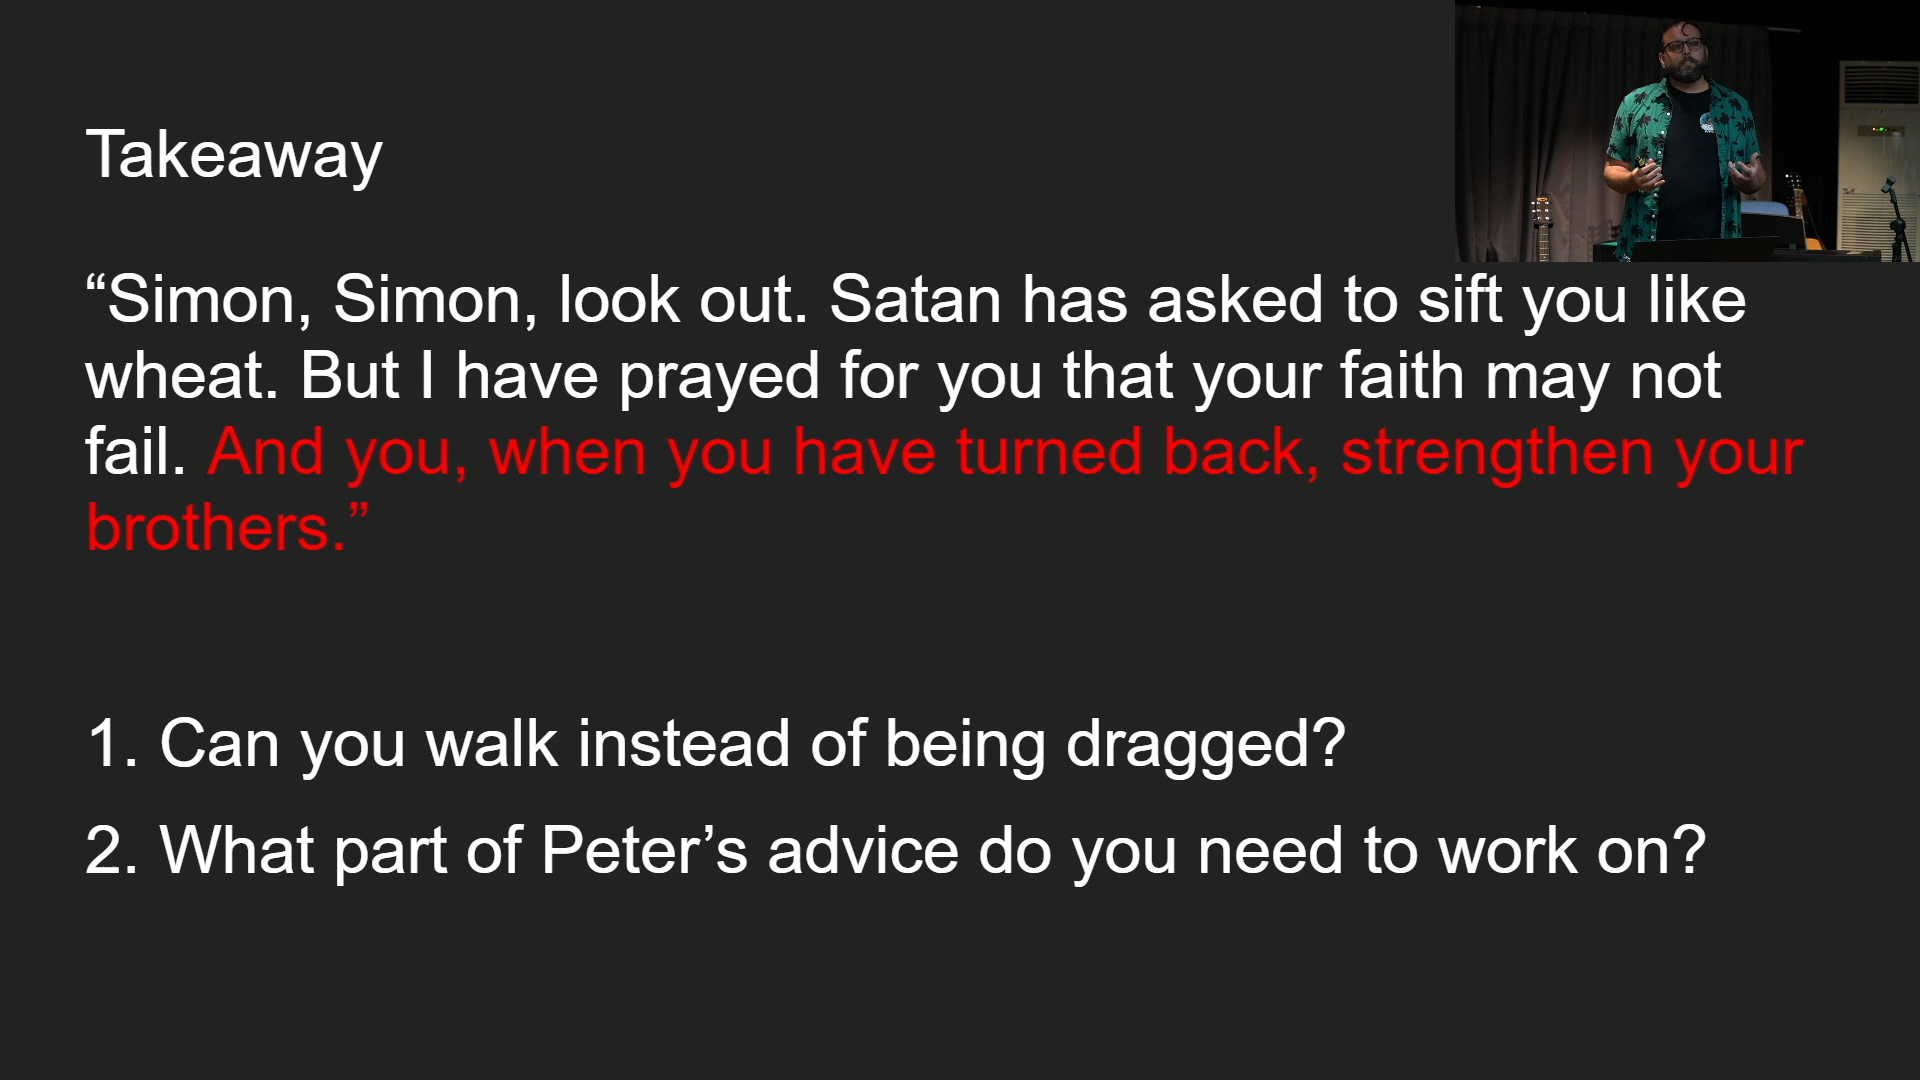 Takeaway
“Simon, Simon, look out. Satan has asked to sift you like
wheat. But I have prayed for you that your faith may not
fail. And you, when you have turned back, strengthen your
brothers.”
1. Can you walk instead of being dragged?
2. What part of Peter’s advice do you need to work on?